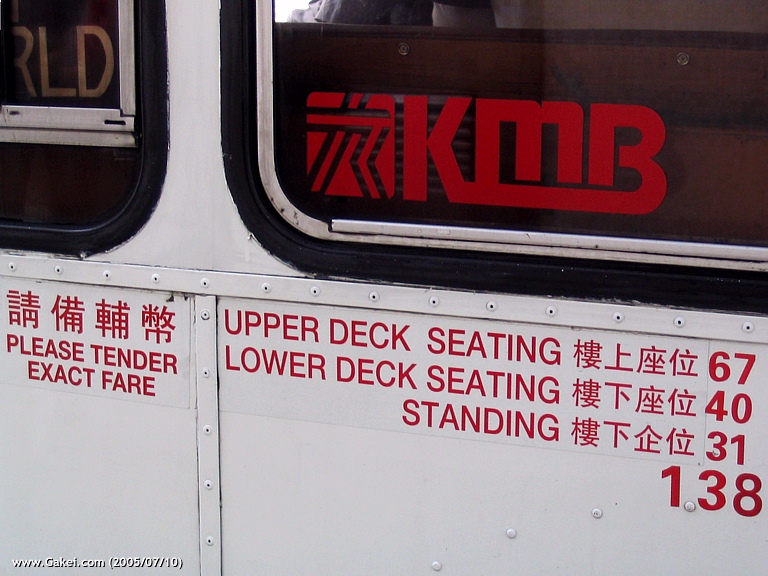 RLD
KMB
請備輔幣
PLEASE TENDER
EXACT FARE
UPPER DECK SEATING 樓上座位 67
LOWER DECK SEATING 樓下座位 40
STANDING 樓下企位 31
138
www.Gakei.com (2005/07/10)